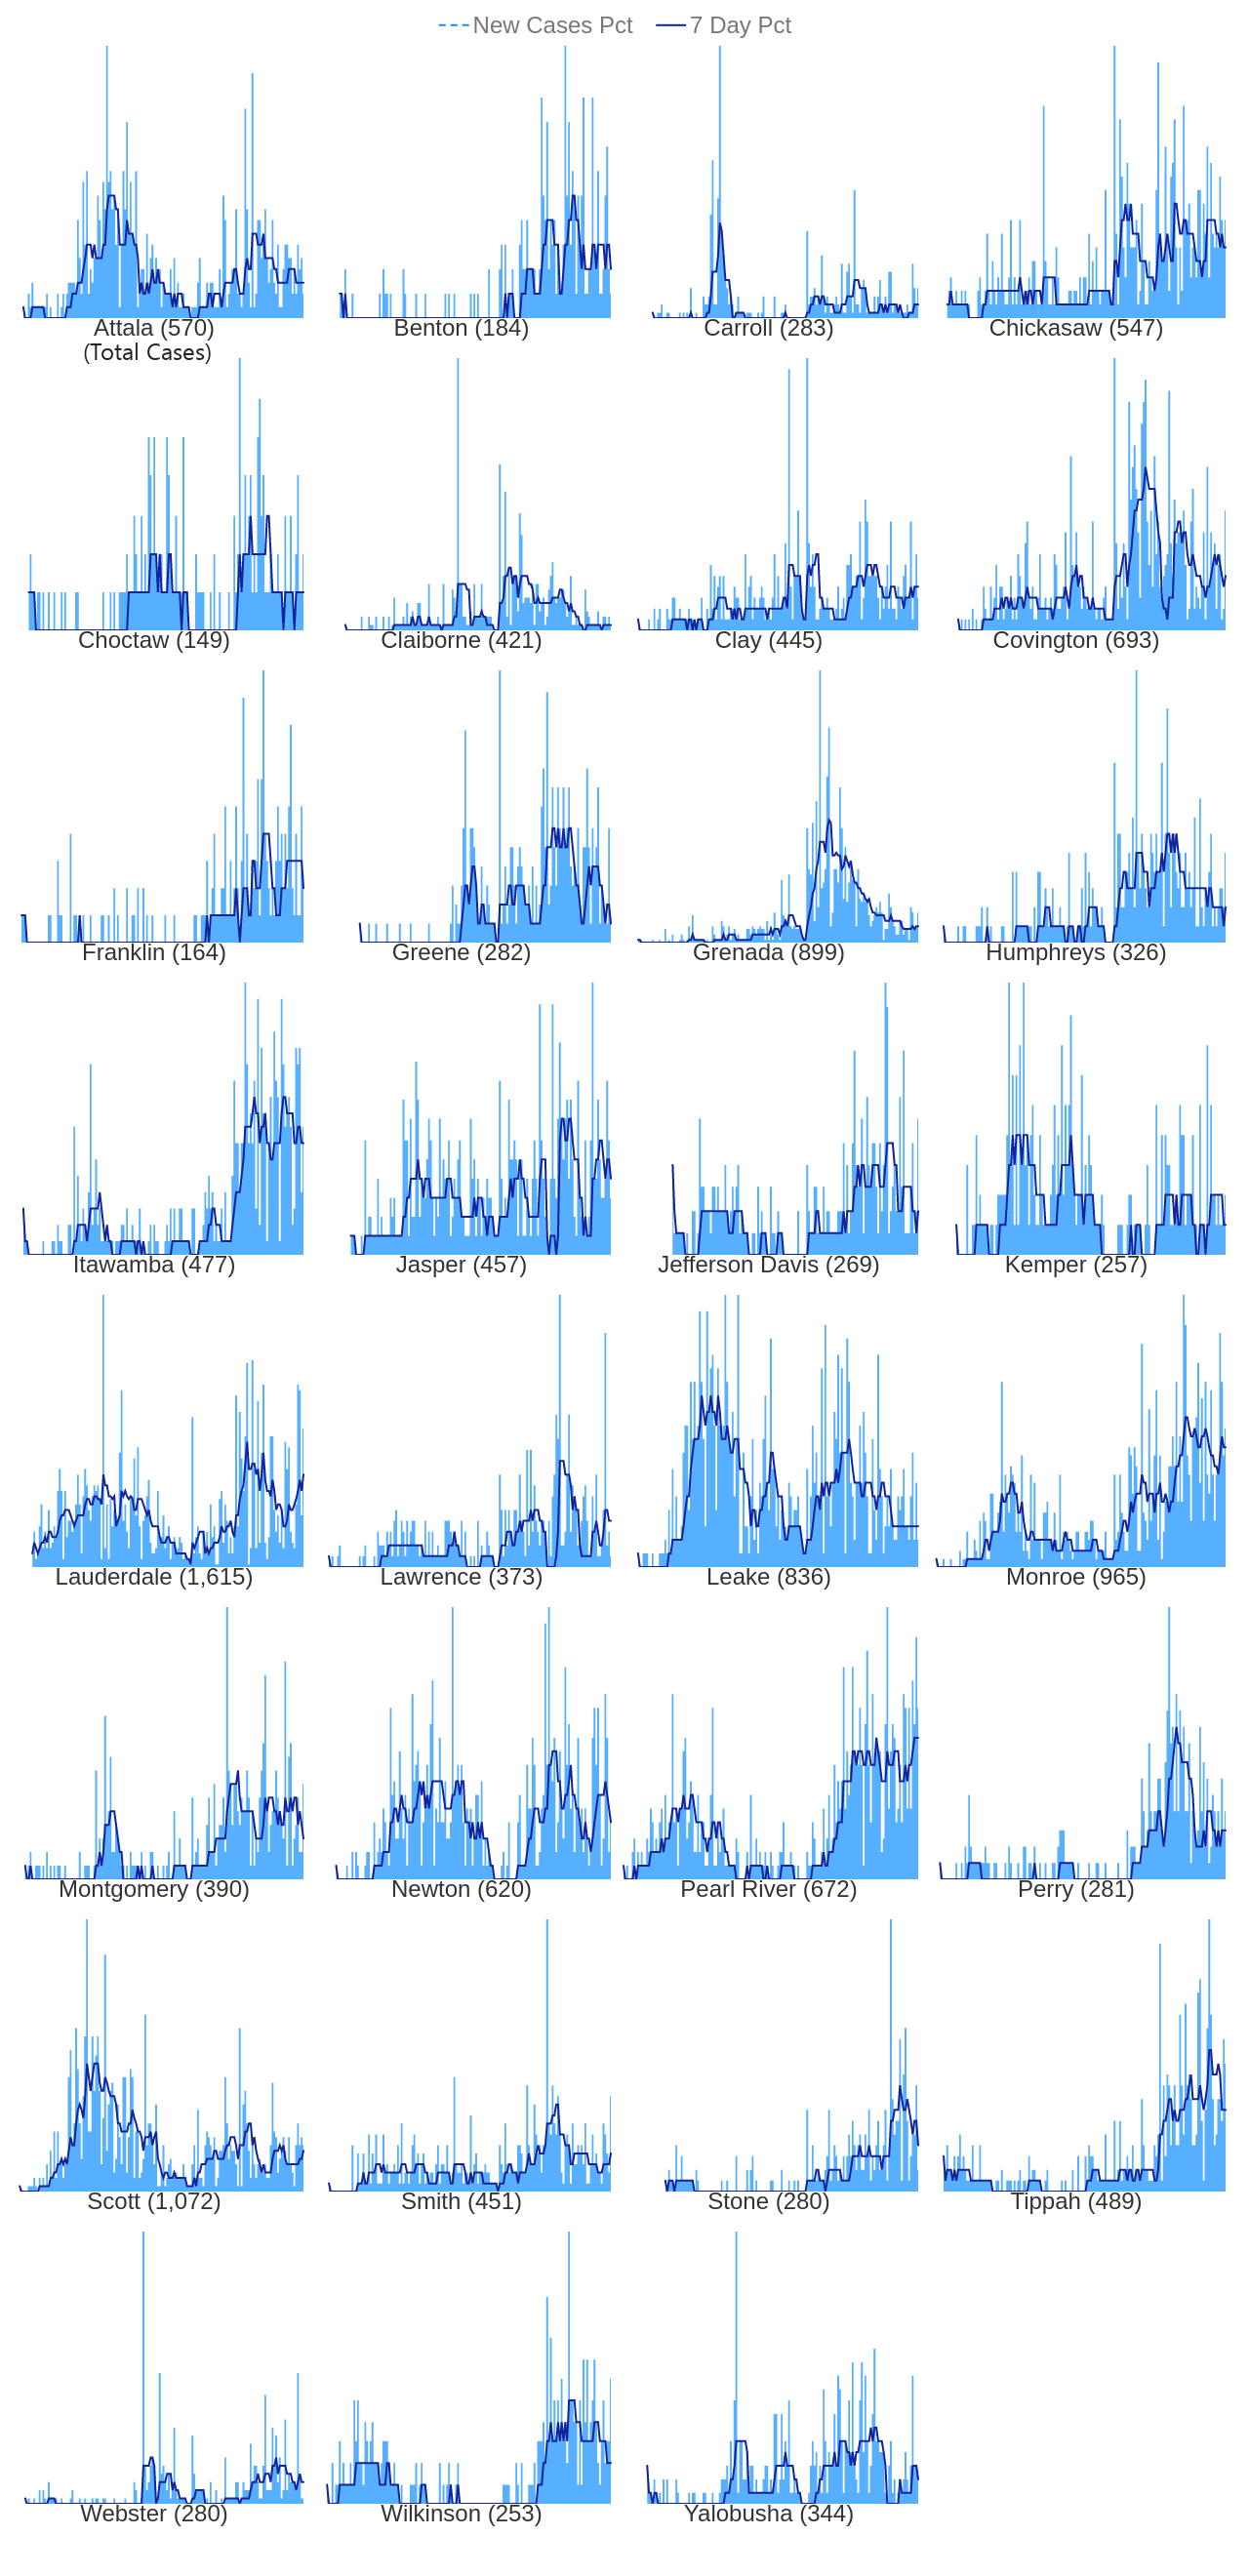 New Cases Pct 7 Day Pct
Attala (570) Benton (184) Carroll (283) Chickasaw (547)
(Total Cases)
Choctaw (149) Claiborne (421) Clay (445) Covington (693)
Franklin (164) Greene (282) Grenada (899) Humphreys (326)
Itawamba (477) Jasper (457) Jefferson Davis (269) Kemper (257)
Lauderdale (1,615) Lawrence (373) Leake (836) Monroe (965)
Montgomery (390) Newton (620) Pearl River (672) Perry (281)
Scott (1,072) Smith (451) Stone (280) Tippah (489)
Webster (280) Wilkinson (253) Yalobusha (344)